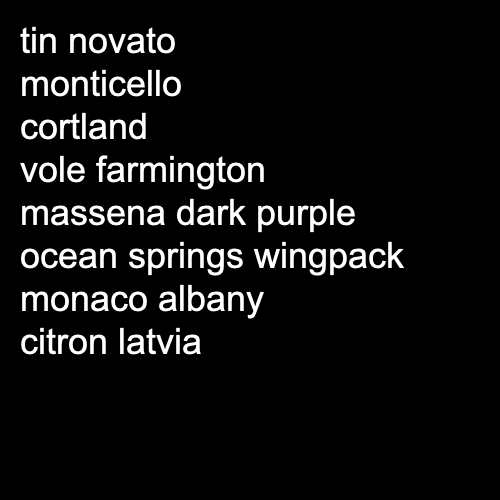 tin novato
monticello
cortland
vole farmington
massena dark purple
ocean springs wingpack
monaco albany
citron latvia